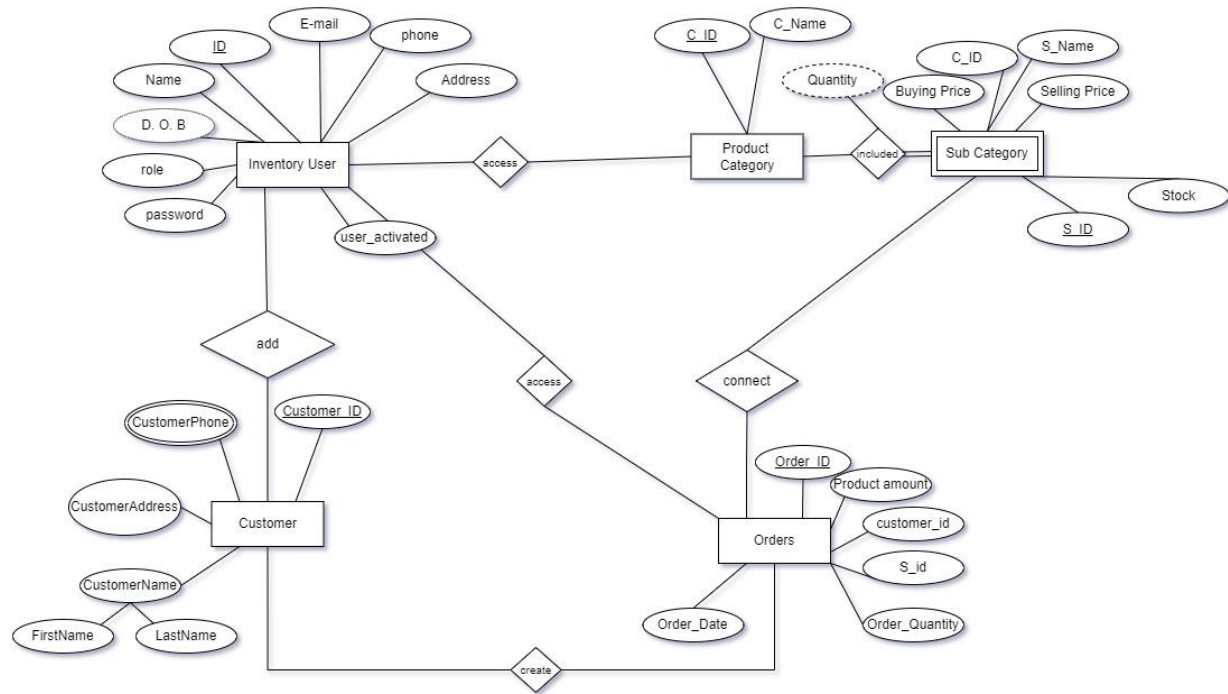 E-mail
C_Name
ID
phone
C_ID
S_Name
C_ID
Name
Address
Quantity
Buying Price
Selling Price
D. O. B
Inventory User
access
Product
Category
included
Sub Category
role
Stock
password
user_activated
S_ID
add
access
connect
CustomerPhone
Customer_ID
Order_ID
Product amount
CustomerAddress
Customer
customer_id
Orders
S_id
CustomerName
Order_Date
Order_Quantity
FirstName
LastName
create